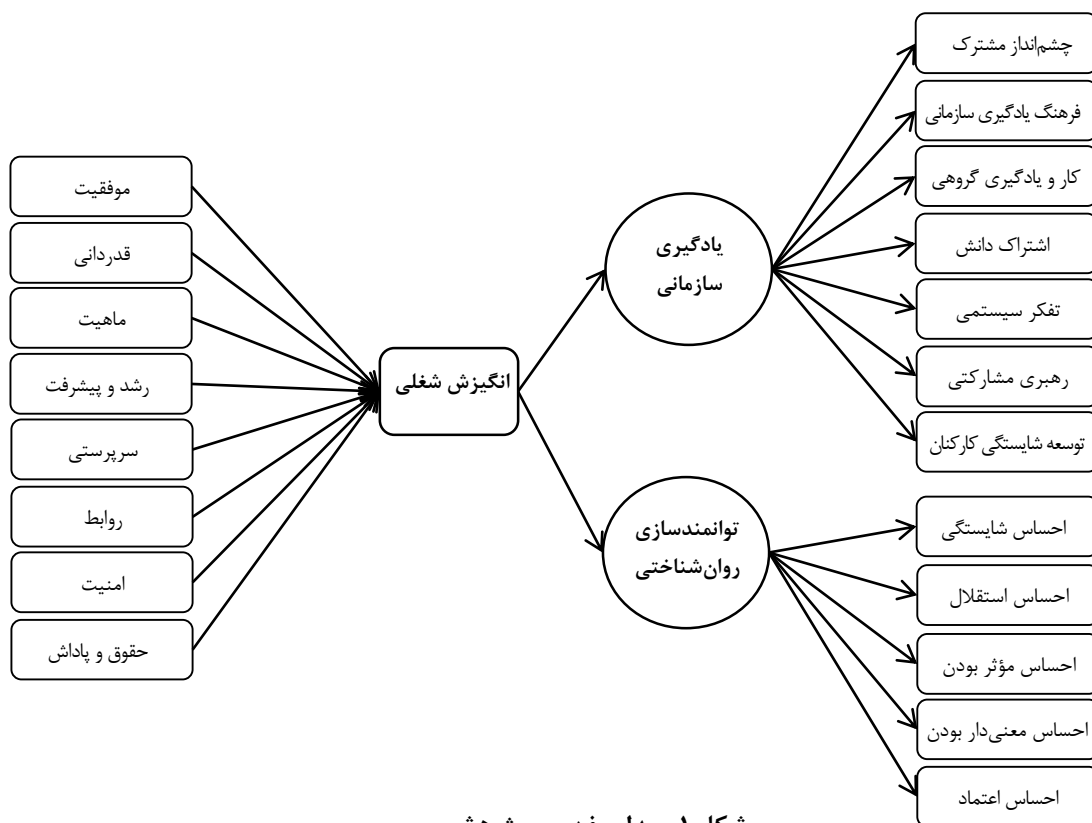 چشم‌انداز مشترک
فرهنگ یادگیری سازمانی
کار و یادگیری گروهی
اشتراک دانش
تفکر سیستمی
رهبری مشارکتی
توسعه شایستگی کارکنان
یادگیری
سازمانی
انگیزش شغلی
توانمندسازی
روان‌شناختی
احساس شایستگی
احساس استقلال
احساس مؤثر بودن
احساس معنی‌دار بودن
احساس اعتماد
موفقیت
قدردانی
ماهیت
رشد و پیشرفت
سرپرستی
روابط
امنیت
حقوق و پاداش